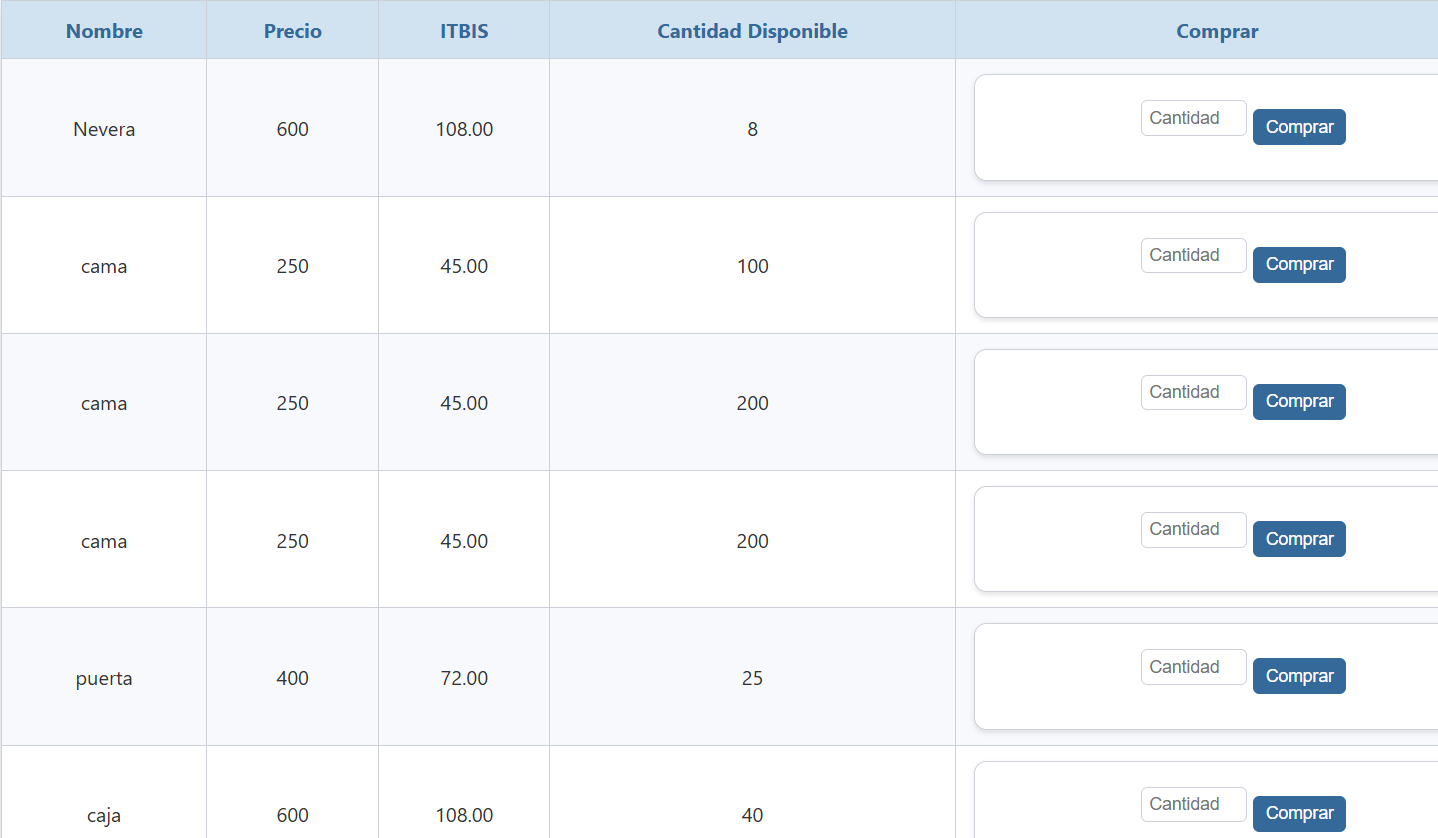 Nombre Precio ITBIS Cantidad Disponible Comprar
Nevera 600 108.00 8 Cantidad Comprar
cama 250 45.00 100 Cantidad Comprar
cama 250 45.00 200 Cantidad Comprar
cama 250 45.00 200 Cantidad Comprar
puerta 400 72.00 25 Cantidad Comprar
caja 600 108.00 40 Cantidad Comprar